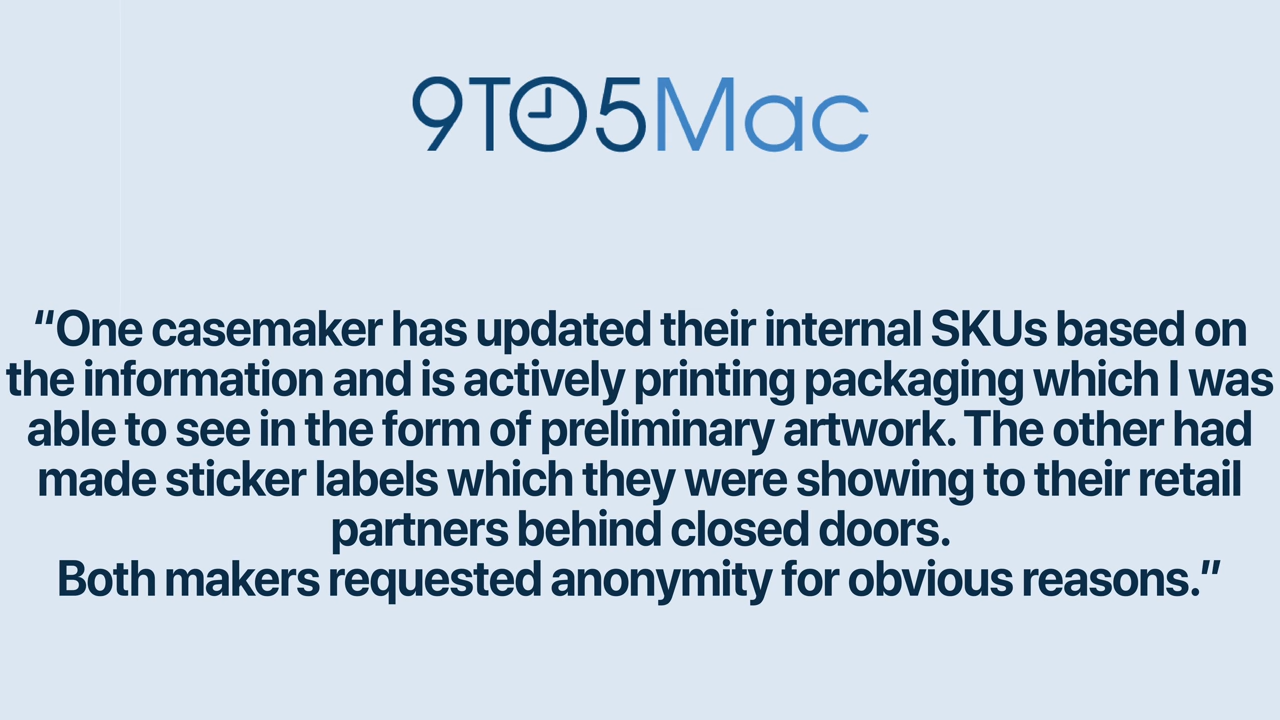 9TO5Mac
“One casemaker has updated their internal SKUs based on
the information and is actively printing packaging which I was
able to see in the form of preliminary artwork. The other had
made sticker labels which they were showing to their retail
partners behind closed doors.
Both makers requested anonymity for obvious reasons.”